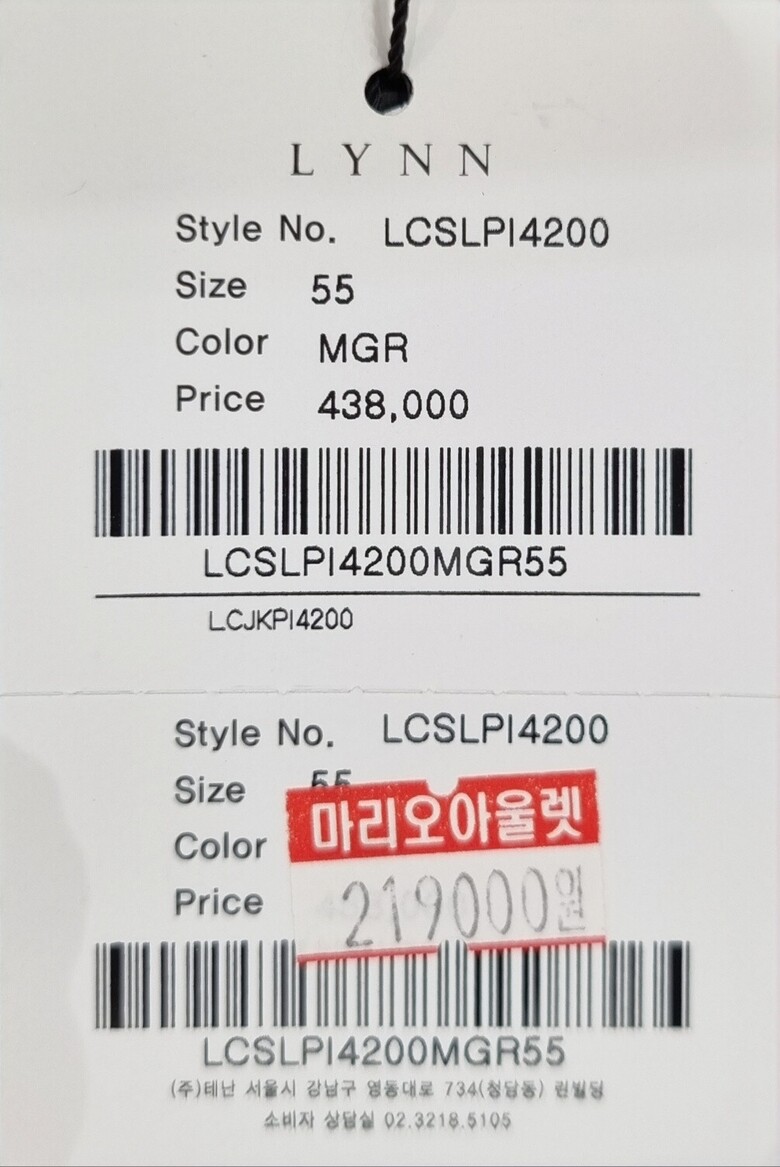 LYNN
Style No. LCSLPI4200
Size 55
Color MGR
Price 438,000
LCSLPI4200MGR55
LCJKPI4200
Style No. LCSLPI4200
Size 55
마리오아울렛
Color
Price
219000원
LCSLPI4200MGR55
(주)테난 서울시 강남구 영동대로 734(청담동) 린빌딩
소비자 상담실 02.3218.5105